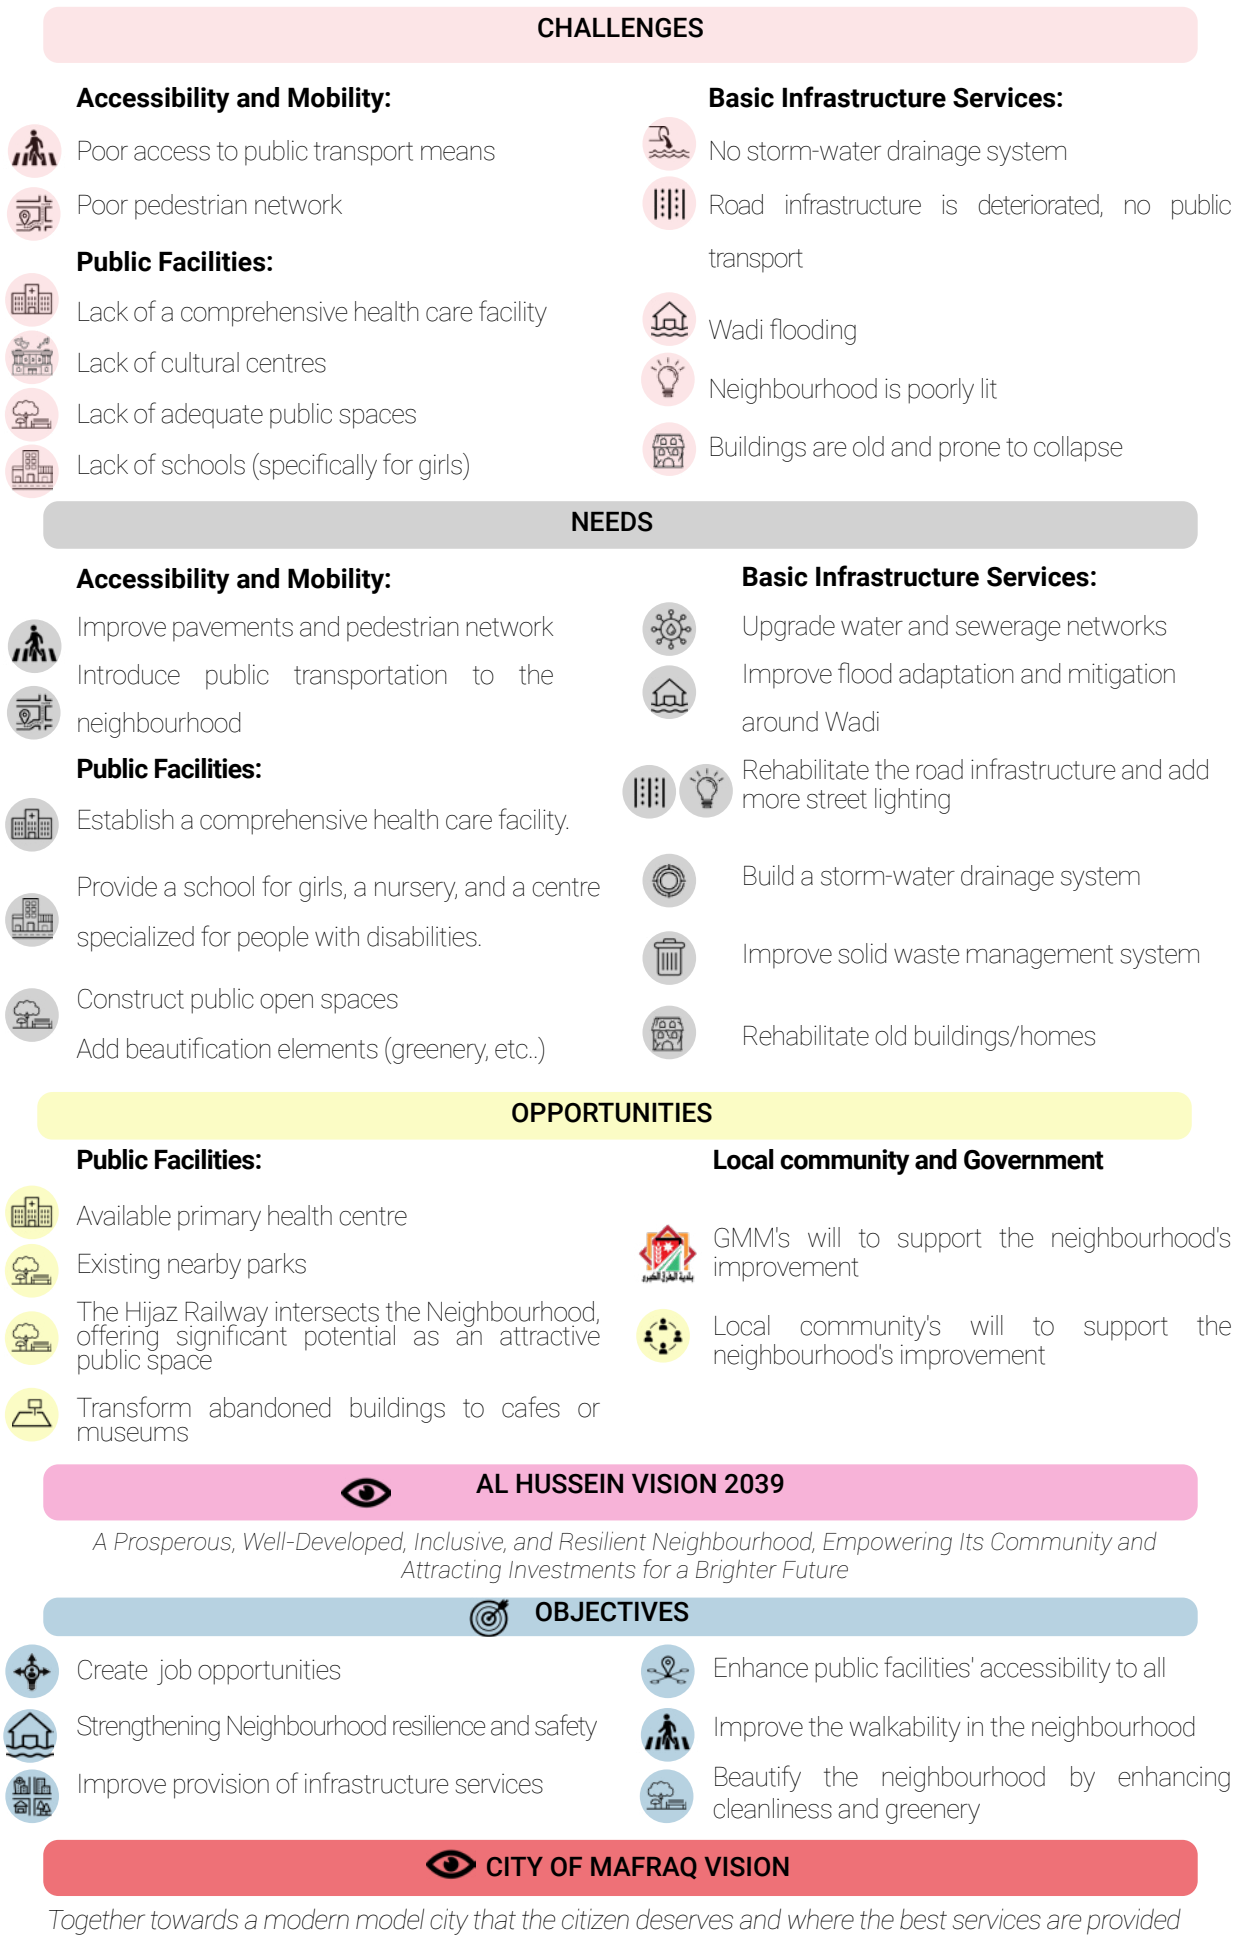 CHALLENGES
Accessibility and Mobility:
Poor access to public transport means
Poor pedestrian network
Public Facilities:
Lack of a comprehensive health care facility
Lack of cultural centres
Lack of adequate public spaces
Lack of schools (specifically for girls)
Basic Infrastructure Services:
No storm-water drainage system
Road infrastructure is deteriorated, no public
transport
Wadi flooding
Neighbourhood is poorly lit
Buildings are old and prone to collapse
NEEDS
Accessibility and Mobility:
Improve pavements and pedestrian network
Introduce public transportation to the
neighbourhood
Public Facilities:
Establish a comprehensive health care facility.
Provide a school for girls, a nursery, and a centre
specialized for people with disabilities.
Construct public open spaces
Add beautification elements (greenery, etc..)
Basic Infrastructure Services:
Upgrade water and sewerage networks
Improve flood adaptation and mitigation
around Wadi
Rehabilitate the road infrastructure and add
more street lighting
Build a storm-water drainage system
Improve solid waste management system
Rehabilitate old buildings/homes
OPPORTUNITIES
Public Facilities:
Available primary health centre
Existing nearby parks
The Hijaz Railway intersects the Neighbourhood,
offering significant potential as an attractive
public space
Transform abandoned buildings to cafes or
museums
Local community and Government
بلدية المفرق الكبرى
GMM's will to support the neighbourhood's
improvement
Local community's will to support the
neighbourhood's improvement
AL HUSSEIN VISION 2039
A Prosperous, Well-Developed, Inclusive, and Resilient Neighbourhood, Empowering Its Community and
Attracting Investments for a Brighter Future
OBJECTIVES
Create job opportunities
Strengthening Neighbourhood resilience and safety
Improve provision of infrastructure services
Enhance public facilities' accessibility to all
Improve the walkability in the neighbourhood
Beautify the neighbourhood by enhancing
cleanliness and greenery
CITY OF MAFRAQ VISION
Together towards a modern model city that the citizen deserves and where the best services are provided